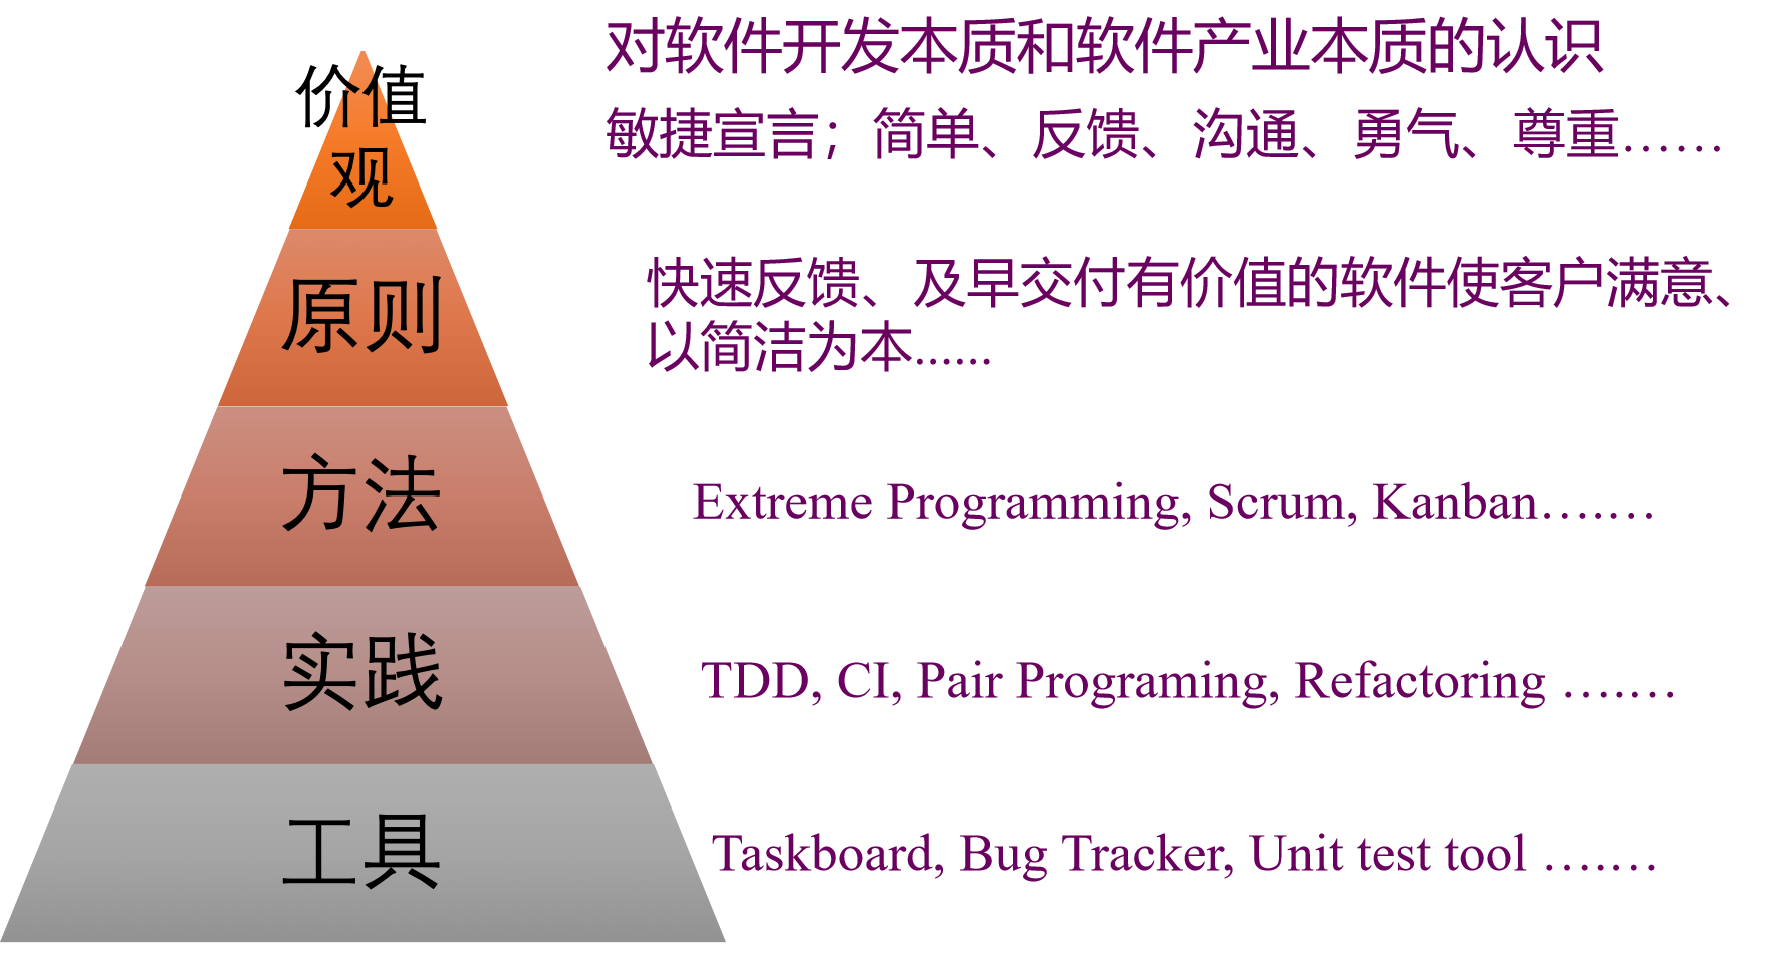 价值
观
对软件开发本质和软件产业本质的认识
敏捷宣言；简单、反馈、沟通、勇气、尊重……
原则
快速反馈、及早交付有价值的软件使客户满意、
以简洁为本......
方法
Extreme Programming, Scrum, Kanban….…
实践
TDD, CI, Pair Programing, Refactoring ….…
工具
Taskboard, Bug Tracker, Unit test tool ….…